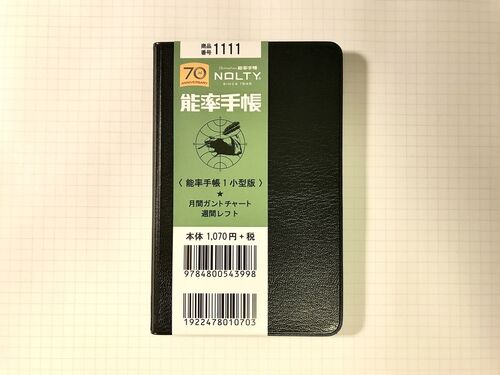 商品番号 1111
70th
ANNIVERSARY
能率手帳
NOLTY
SINCE 1949
能率手帳
〈 能率手帳 1 小型版 〉
★
月間ガントチャート
週間レフト
本体 1,070円+税
9784800543998
1922478010703